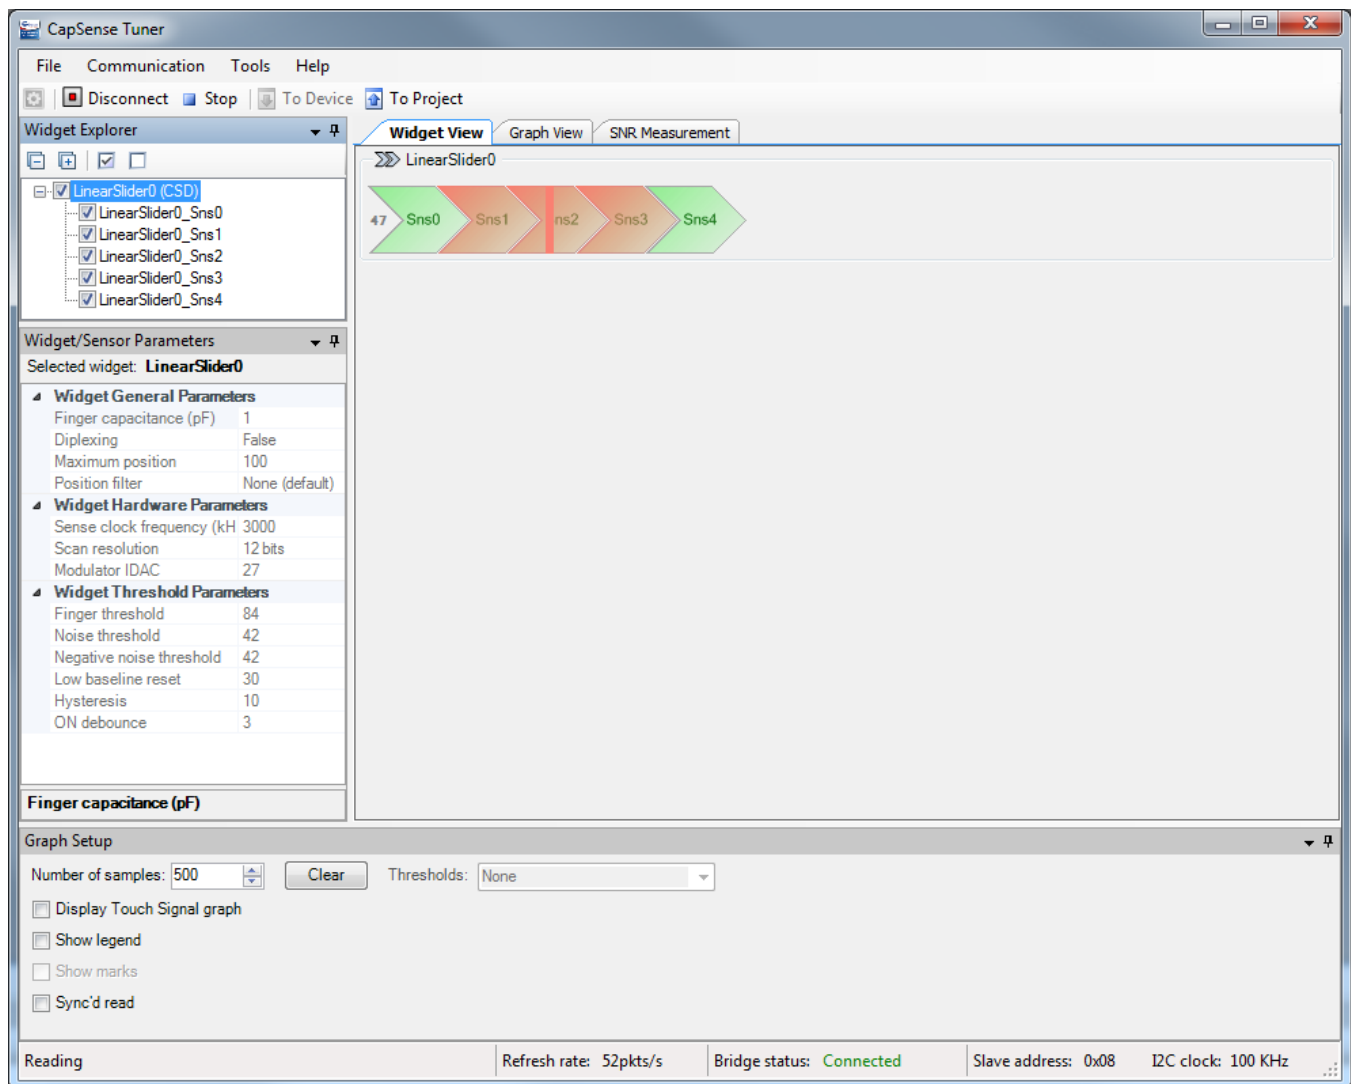 CapSense Tuner
File Communication Tools Help
Disconnect Stop To Device To Project
Widget Explorer
LinearSlider0 (CSD)
LinearSlider0_Sns0
LinearSlider0_Sns1
LinearSlider0_Sns2
LinearSlider0_Sns3
LinearSlider0_Sns4
Widget View Graph View SNR Measurement
LinearSlider0
47 Sns0 Sns1 ns2 Sns3 Sns4
Widget/Sensor Parameters
Selected widget: LinearSlider0
Widget General Parameters
Finger capacitance (pF) 1
Diplexing False
Maximum position 100
Position filter None (default)
Widget Hardware Parameters
Sense clock frequency (kH 3000
Scan resolution 12 bits
Modulator IDAC 27
Widget Threshold Parameters
Finger threshold 84
Noise threshold 42
Negative noise threshold 42
Low baseline reset 30
Hysteresis 10
ON debounce 3
Finger capacitance (pF)
Graph Setup
Number of samples: 500 Clear Thresholds: None
Display Touch Signal graph
Show legend
Show marks
Sync'd read
Reading Refresh rate: 52pkts/s Bridge status: Connected Slave address: 0x08 I2C clock: 100 KHz